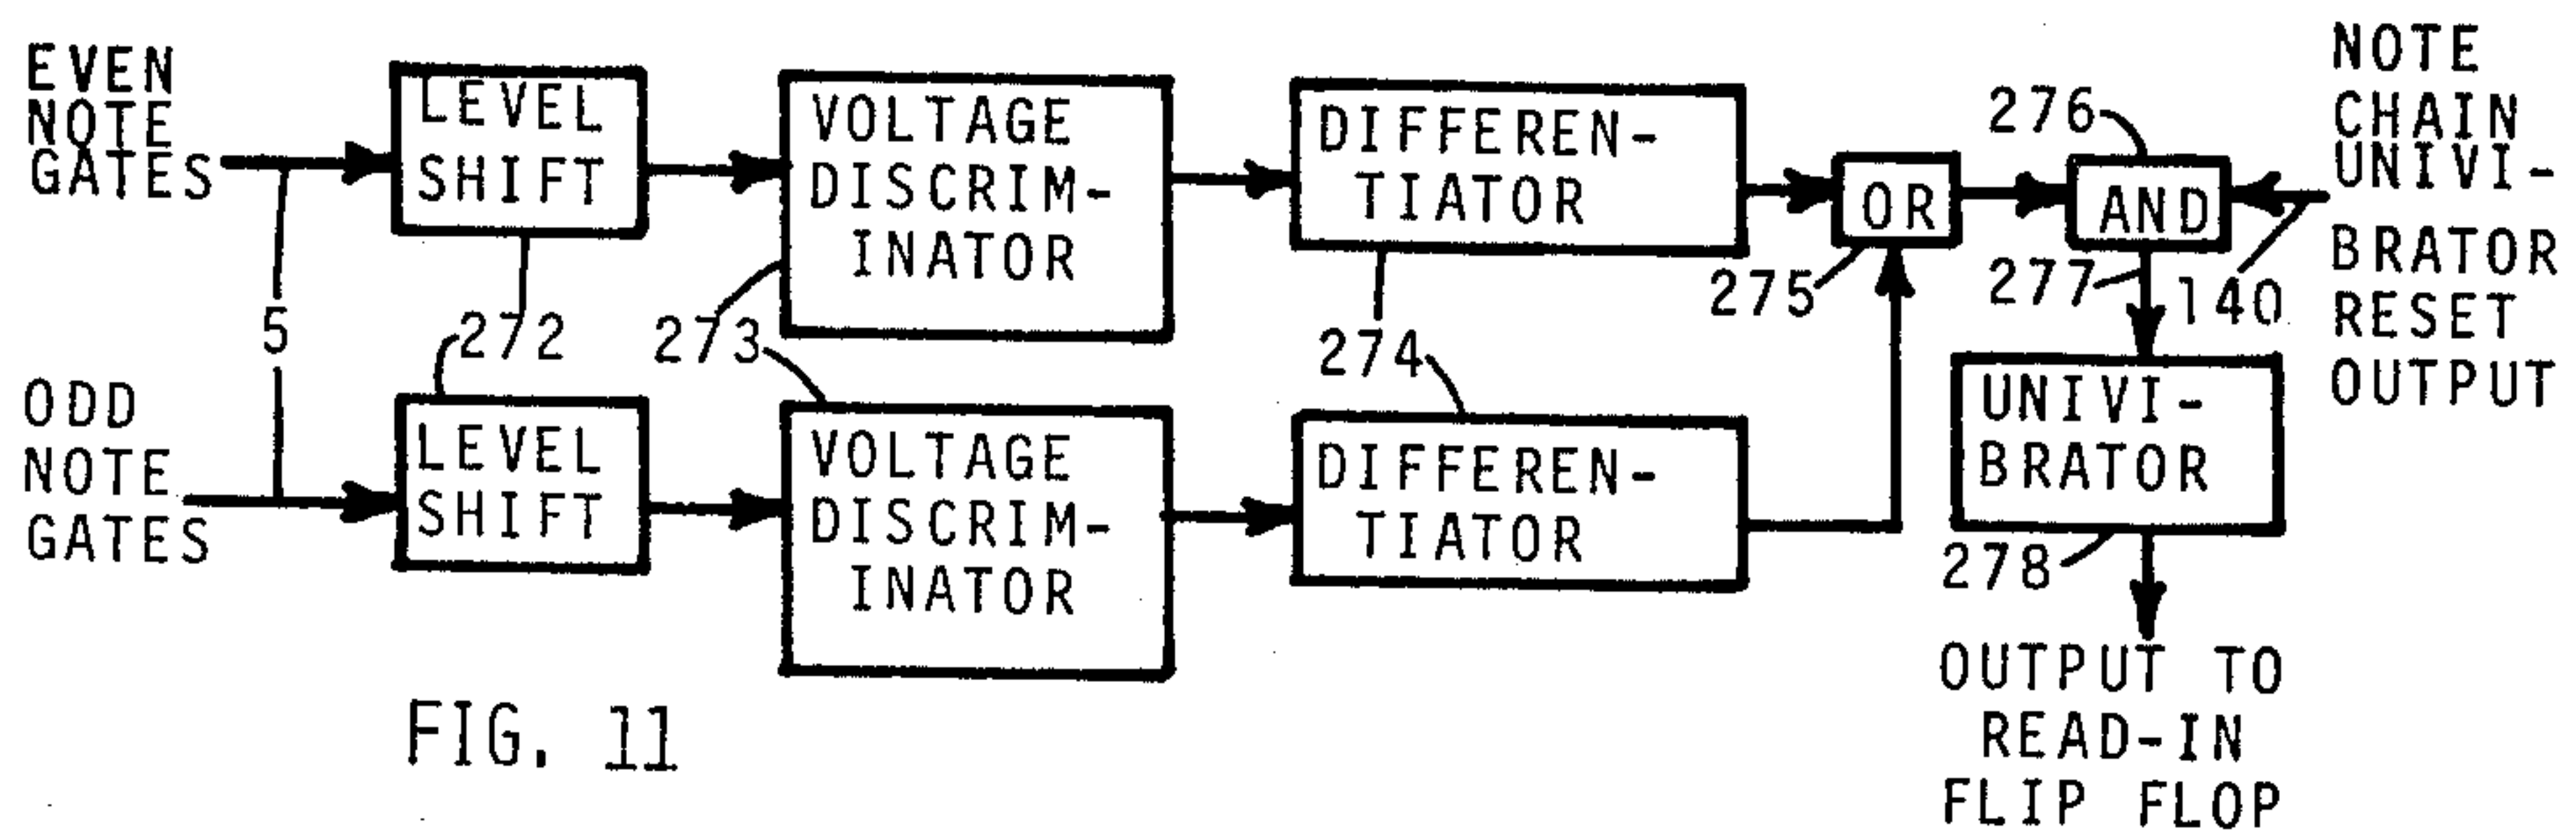 EVEN
NOTE
GATES
LEVEL
SHIFT
VOLTAGE
DISCRIM-
INATOR
DIFFEREN-
TIATOR
OR
276
AND
NOTE
CHAIN
UNIVI-
BRATOR
RESET
OUTPUT
5
272
273
274
275
277
140
ODD
NOTE
GATES
LEVEL
SHIFT
VOLTAGE
DISCRIM-
INATOR
DIFFEREN-
TIATOR
UNIVI-
BRATOR
278
OUTPUT TO
READ-IN
FLIP FLOP
FIG. 11